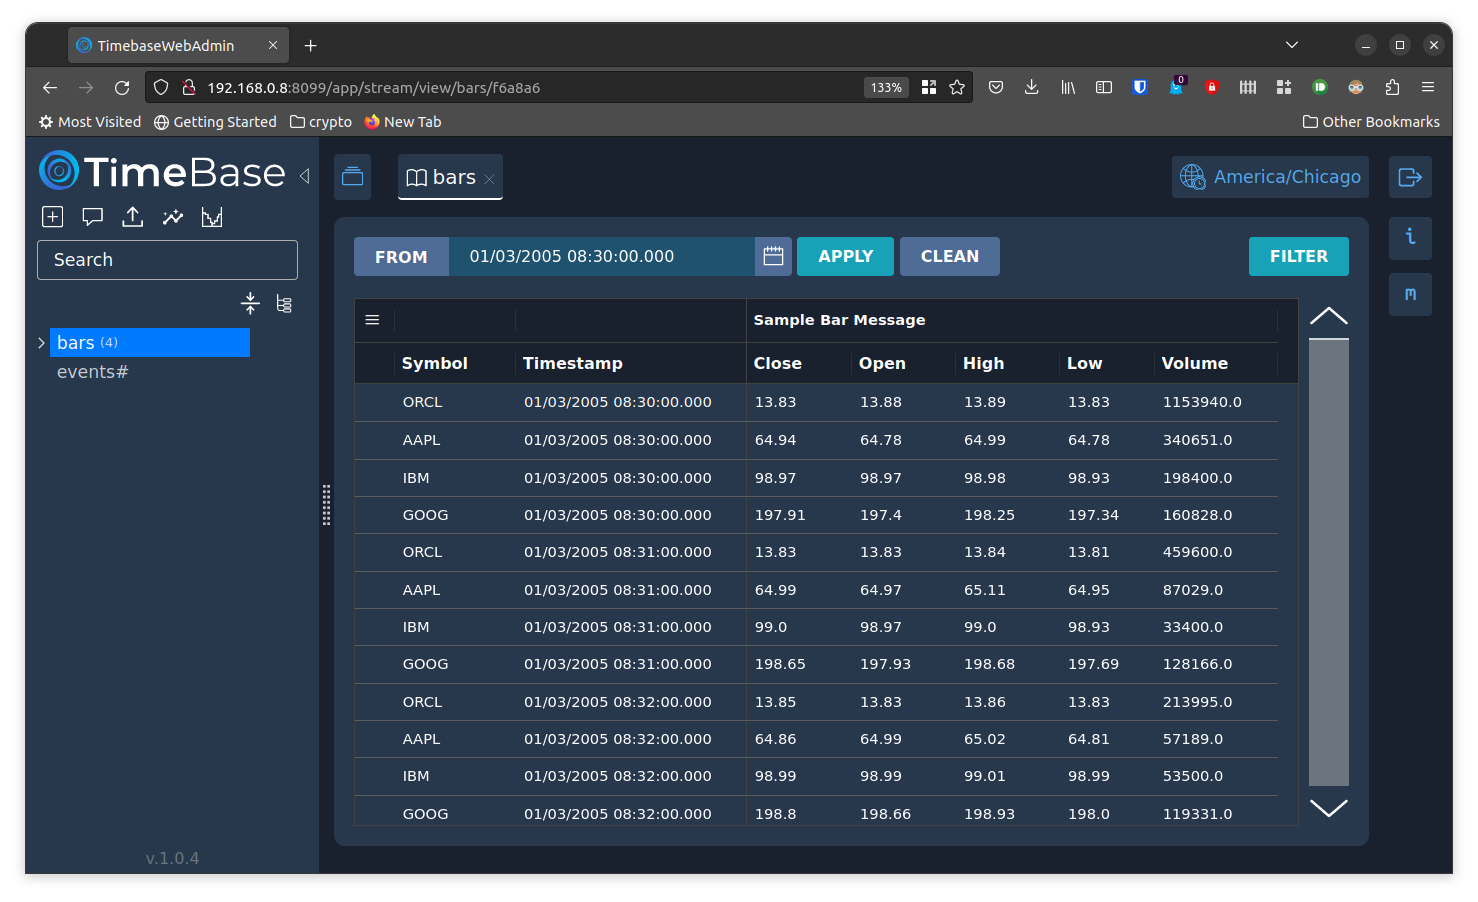 TimebaseWebAdmin
192.168.0.8:8099/app/stream/view/bars/f6a8a6 133% 0
Most Visited Getting Started crypto New Tab Other Bookmarks
TimeBase bars America/Chicago
Search
bars (4)
events#
v.1.0.4
FROM 01/03/2005 08:30:00.000 APPLY CLEAN FILTER
i
m
Sample Bar Message
Symbol Timestamp Close Open High Low Volume
ORCL 01/03/2005 08:30:00.000 13.83 13.88 13.89 13.83 1153940.0
AAPL 01/03/2005 08:30:00.000 64.94 64.78 64.99 64.78 340651.0
IBM 01/03/2005 08:30:00.000 98.97 98.97 98.98 98.93 198400.0
GOOG 01/03/2005 08:30:00.000 197.91 197.4 198.25 197.34 160828.0
ORCL 01/03/2005 08:31:00.000 13.83 13.83 13.84 13.81 459600.0
AAPL 01/03/2005 08:31:00.000 64.99 64.97 65.11 64.95 87029.0
IBM 01/03/2005 08:31:00.000 99.0 98.97 99.0 98.93 33400.0
GOOG 01/03/2005 08:31:00.000 198.65 197.93 198.68 197.69 128166.0
ORCL 01/03/2005 08:32:00.000 13.85 13.83 13.86 13.83 213995.0
AAPL 01/03/2005 08:32:00.000 64.86 64.99 65.02 64.81 57189.0
IBM 01/03/2005 08:32:00.000 98.99 98.99 99.01 98.99 53500.0
GOOG 01/03/2005 08:32:00.000 198.8 198.66 198.93 198.0 119331.0